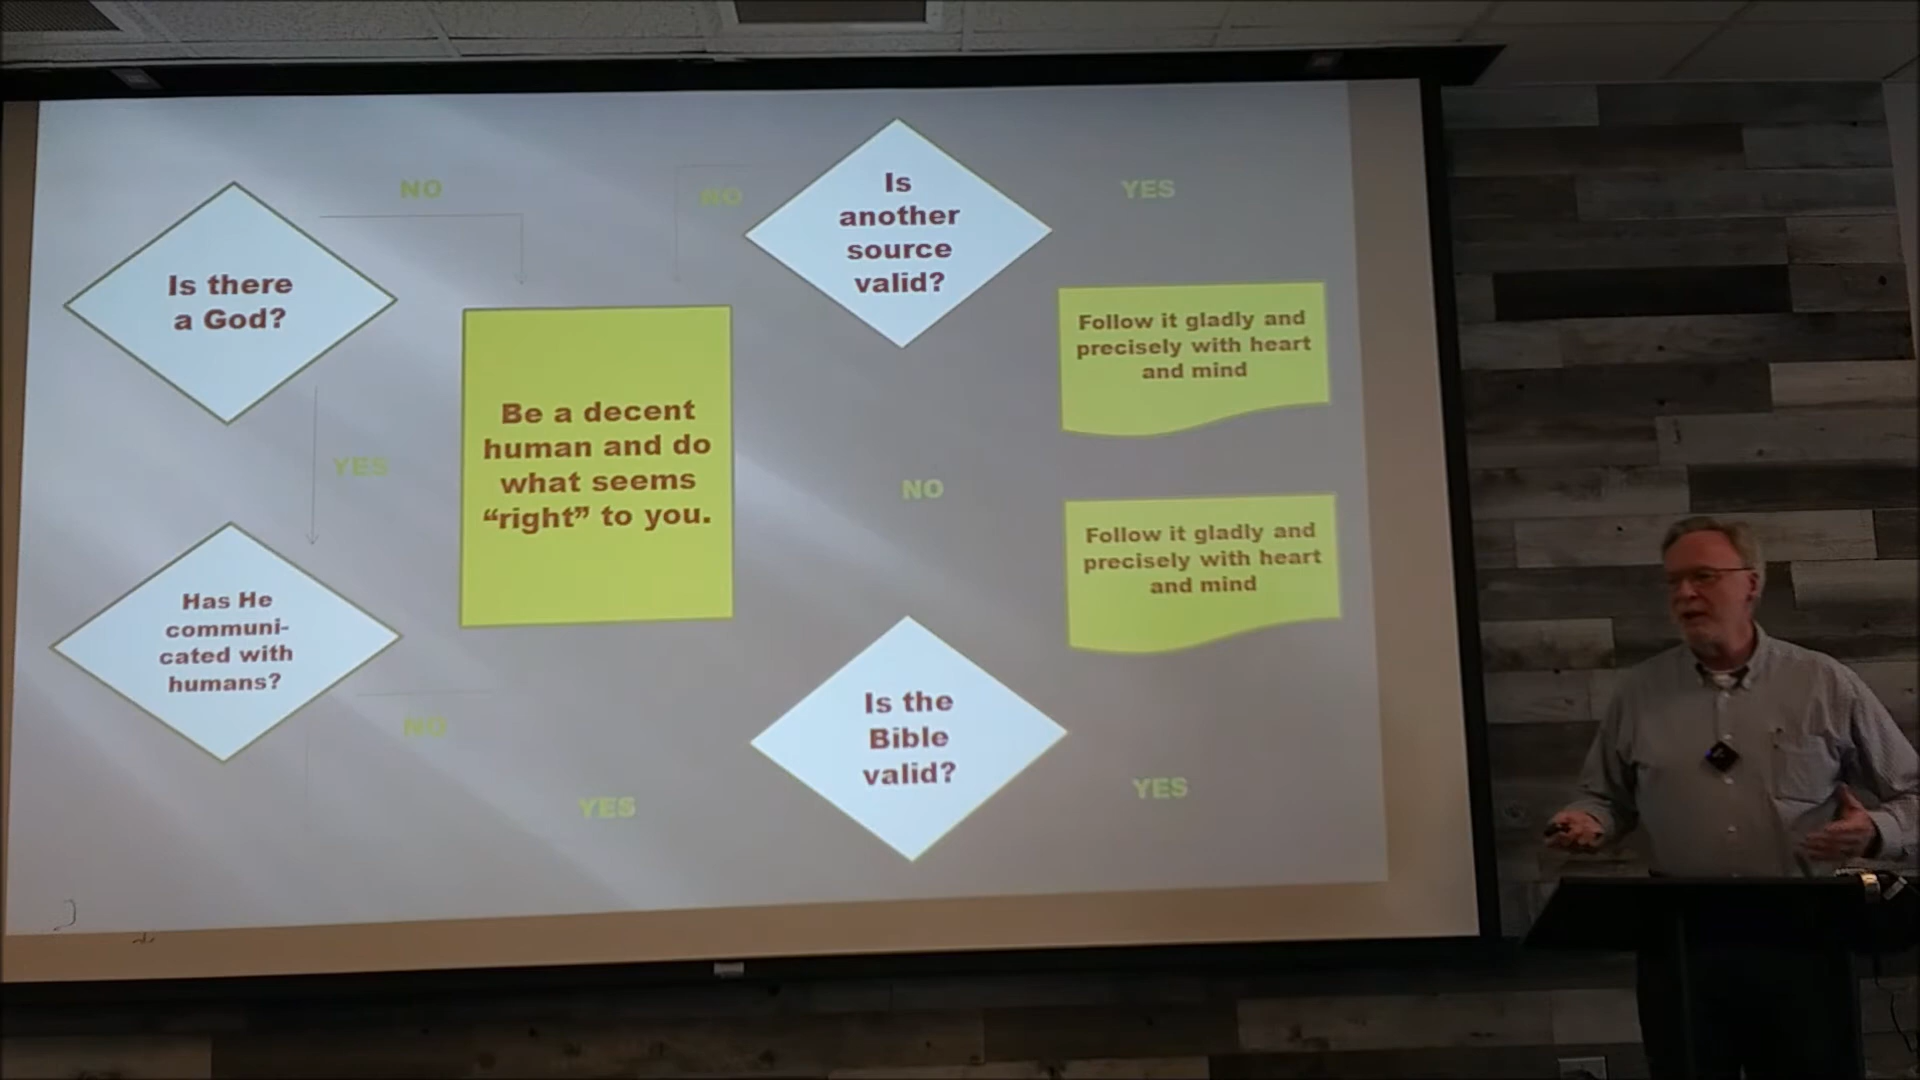 NO
Is there
a God?
YES
Has He
communi-
cated with
humans?
NO
YES
Be a decent
human and do
what seems
“right” to you.
NO
Is
another
source
valid?
YES
Follow it gladly and
precisely with heart
and mind
NO
Follow it gladly and
precisely with heart
and mind
Is the
Bible
valid?
YES